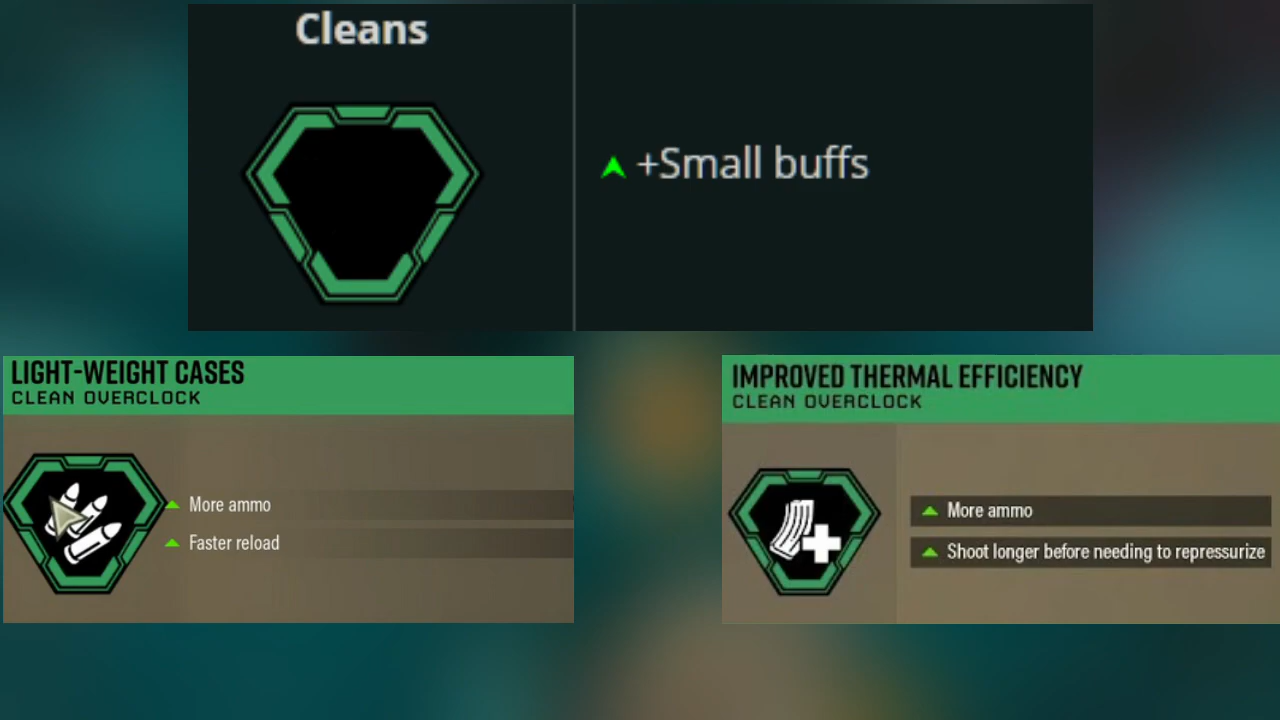 Cleans
+Small buffs
LIGHT-WEIGHT CASES
CLEAN OVERCLOCK
More ammo
Faster reload
IMPROVED THERMAL EFFICIENCY
CLEAN OVERCLOCK
More ammo
Shoot longer before needing to repressurize